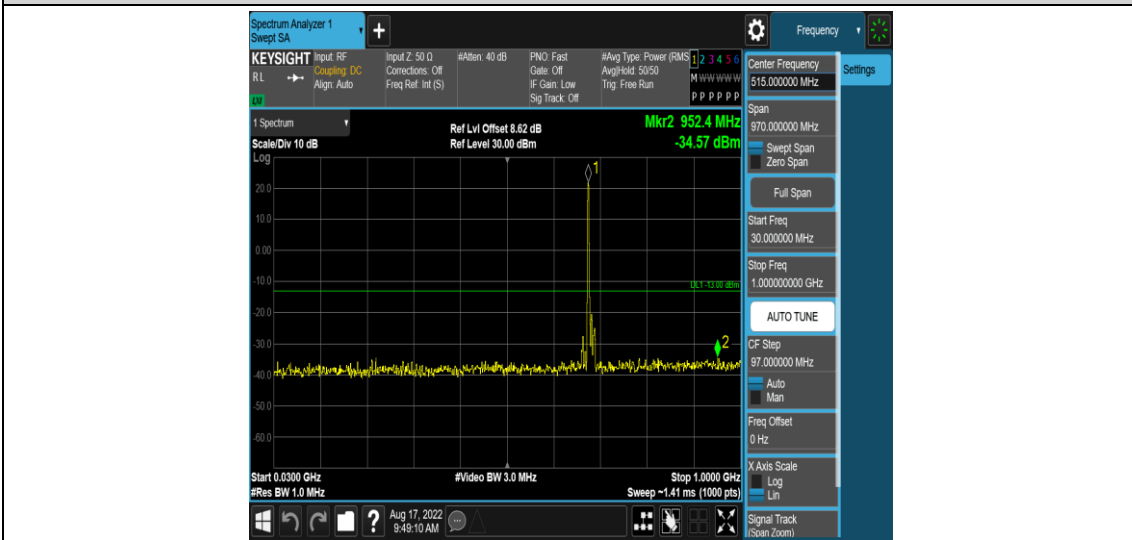 Spectrum Analyzer 1
Swept SA
+
Frequency
KEYSIGHT
RL
LXI
Input: RF
Coupling: DC
Align: Auto
Input Z: 50 Ω
Corrections: Off
Freq Ref: Int (S)
#Atten: 40 dB
PNO: Fast
Gate: Off
IF Gain: Low
Sig Track: Off
#Avg Type: Power (RMS
Avg|Hold: 50/50
Trig: Free Run
1 2 3 4 5 6
M W W W W W
P P P P P P
1 Spectrum
Scale/Div 10 dB
Log
Ref Lvl Offset 8.62 dB
Ref Level 30.00 dBm
Mkr2 952.4 MHz
-34.57 dBm
1
20.0
10.0
0.00
-10.0
DL1 -13.00 dBm
-20.0
-30.0
2
-40.0
-50.0
-60.0
Start 0.0300 GHz
#Res BW 1.0 MHz
#Video BW 3.0 MHz
Stop 1.0000 GHz
Sweep ~1.41 ms (1000 pts)
?
Aug 17, 2022
9:49:10 AM
Center Frequency
515.000000 MHz
Settings
Span
970.000000 MHz
Swept Span
Zero Span
Full Span
Start Freq
30.000000 MHz
Stop Freq
1.000000000 GHz
AUTO TUNE
CF Step
97.000000 MHz
Auto
Man
Freq Offset
0 Hz
X Axis Scale
Log
Lin
Signal Track
(Span Zoom)